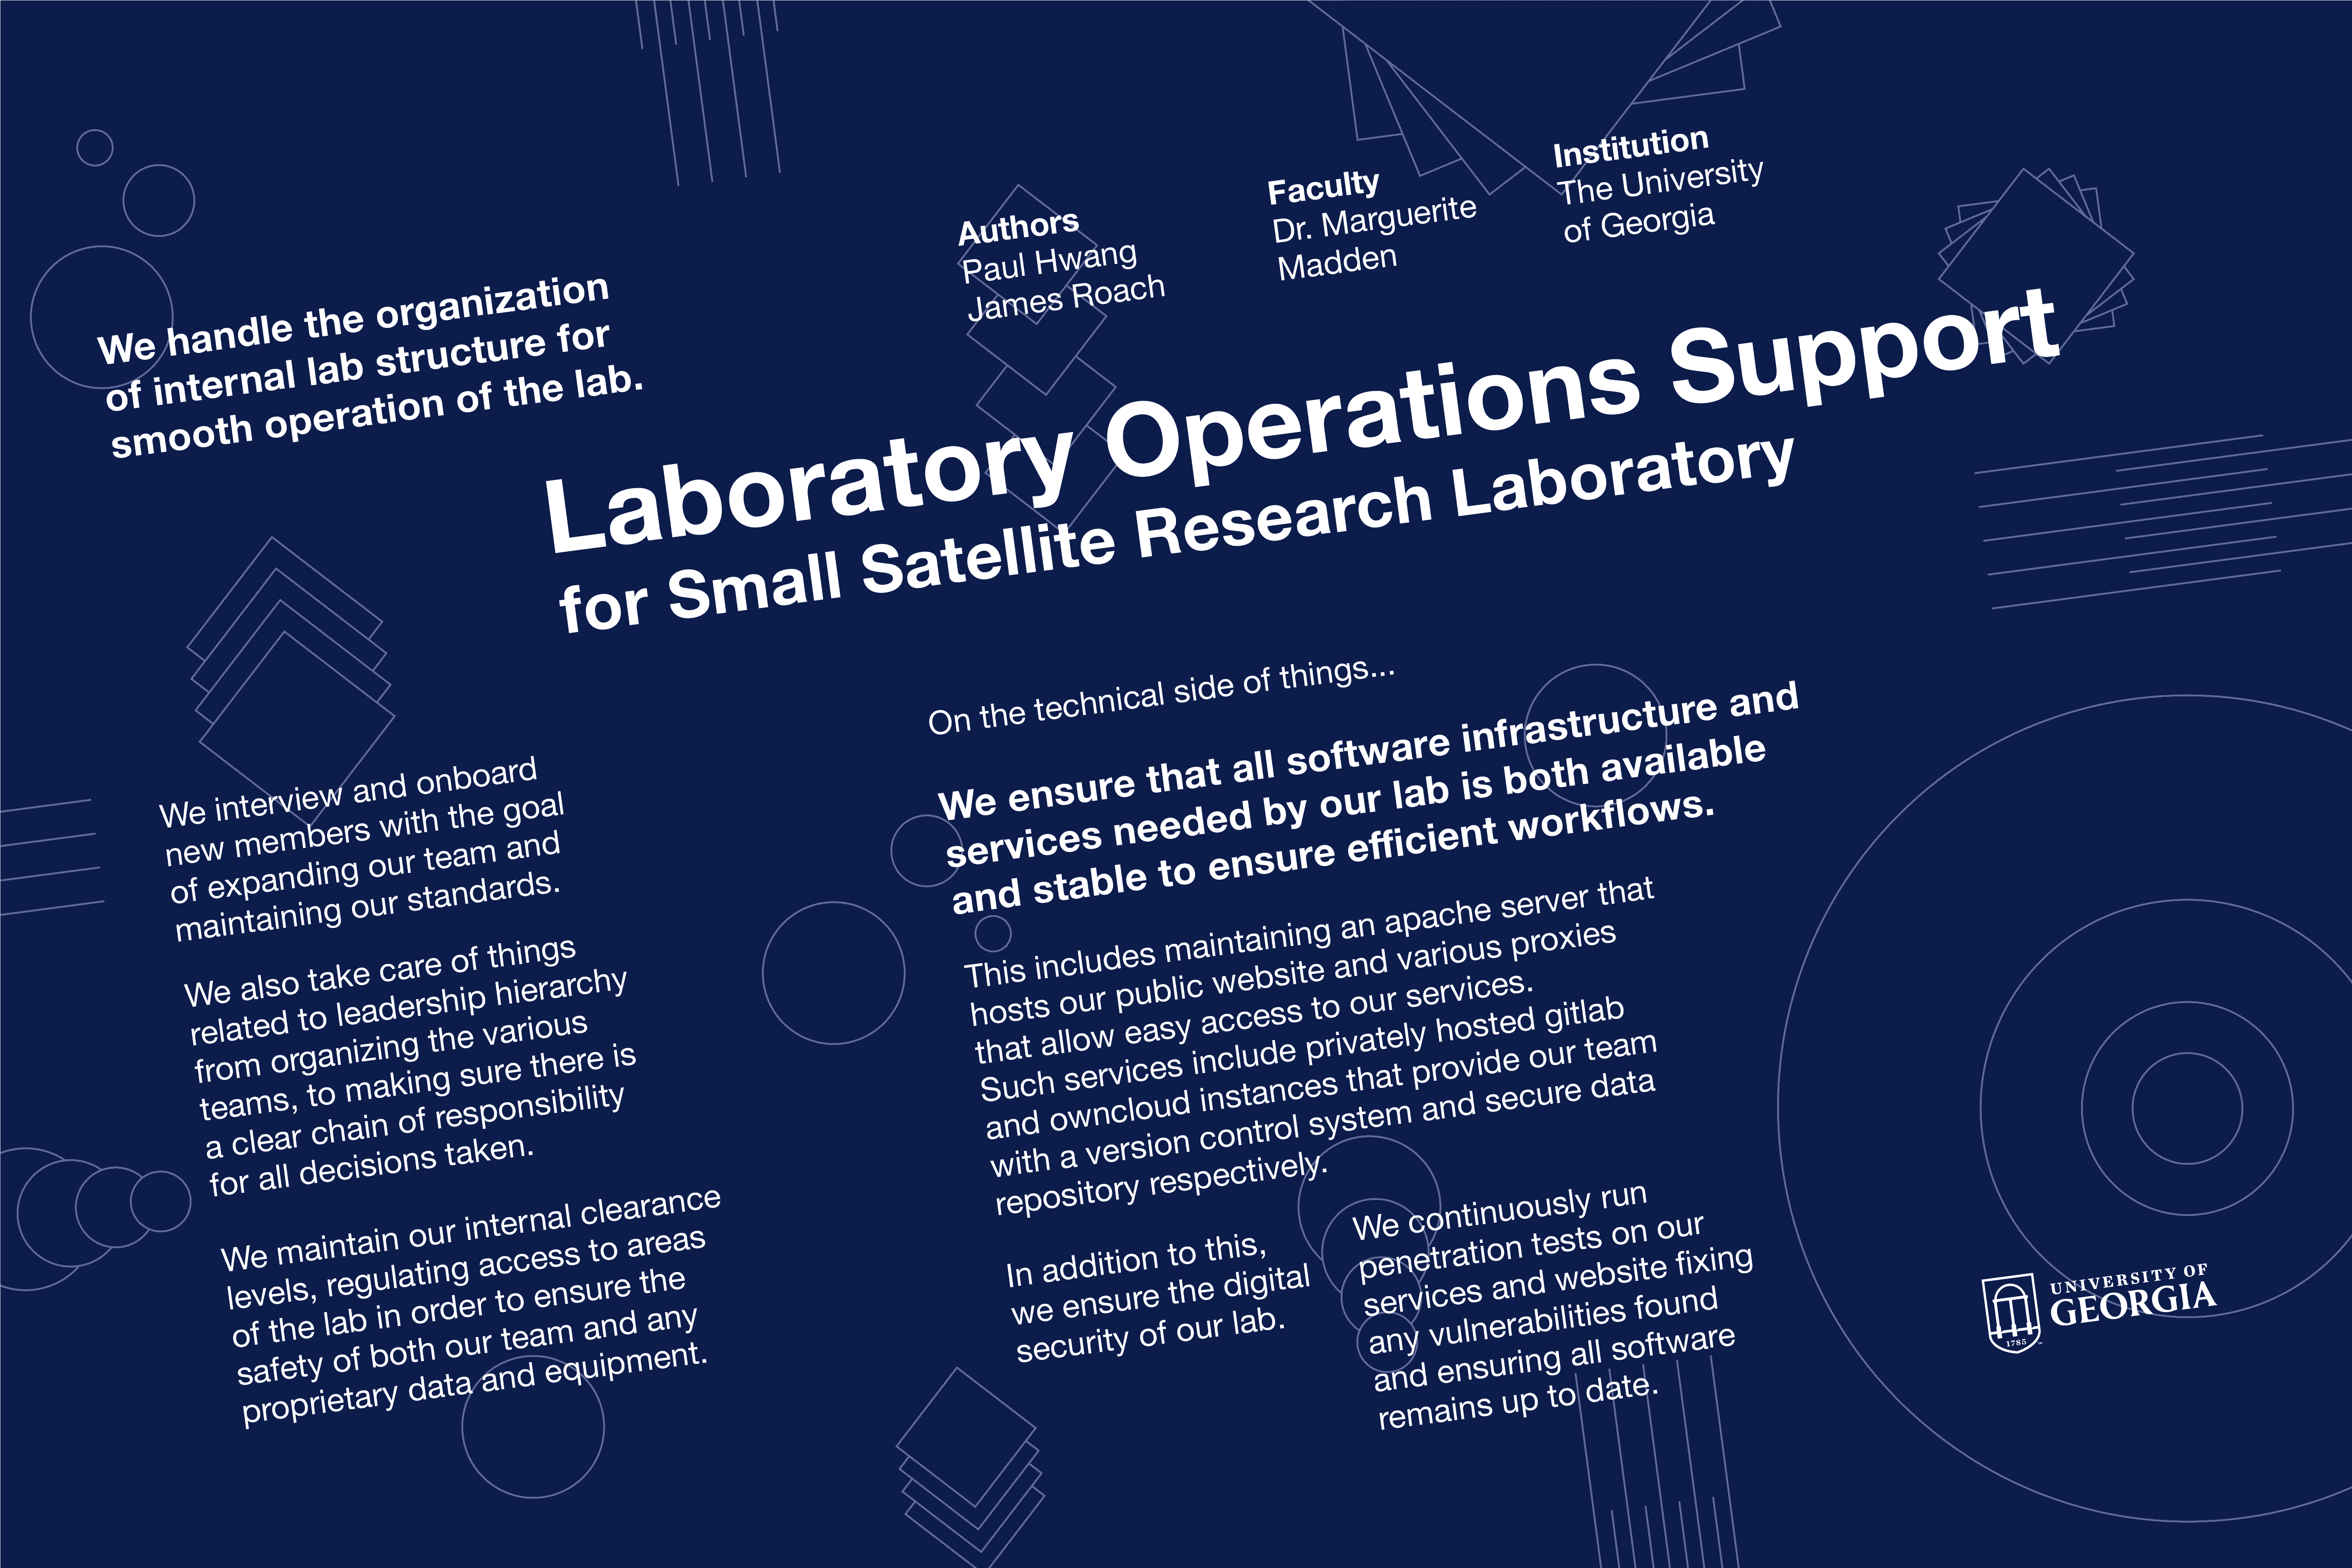 Authors
Paul Hwang
James Roach
Faculty
Dr. Marguerite
Madden
Institution
The University
of Georgia
We handle the organization
of internal lab structure for
smooth operation of the lab.
Laboratory Operations Support
for Small Satellite Research Laboratory
We interview and onboard
new members with the goal
of expanding our team and
maintaining our standards.
We also take care of things
related to leadership hierarchy
from organizing the various
teams, to making sure there is
a clear chain of responsibility
for all decisions taken.
We maintain our internal clearance
levels, regulating access to areas
of the lab in order to ensure the
safety of both our team and any
proprietary data and equipment.
On the technical side of things...
We ensure that all software infrastructure and
services needed by our lab is both available
and stable to ensure efficient workflows.
This includes maintaining an apache server that
hosts our public website and various proxies
that allow easy access to our services.
Such services include privately hosted gitlab
and owncloud instances that provide our team
with a version control system and secure data
repository respectively.
In addition to this,
we ensure the digital
security of our lab.
We continuously run
penetration tests on our
services and website fixing
any vulnerabilities found
and ensuring all software
remains up to date.
1785
UNIVERSITY OF
GEORGIA